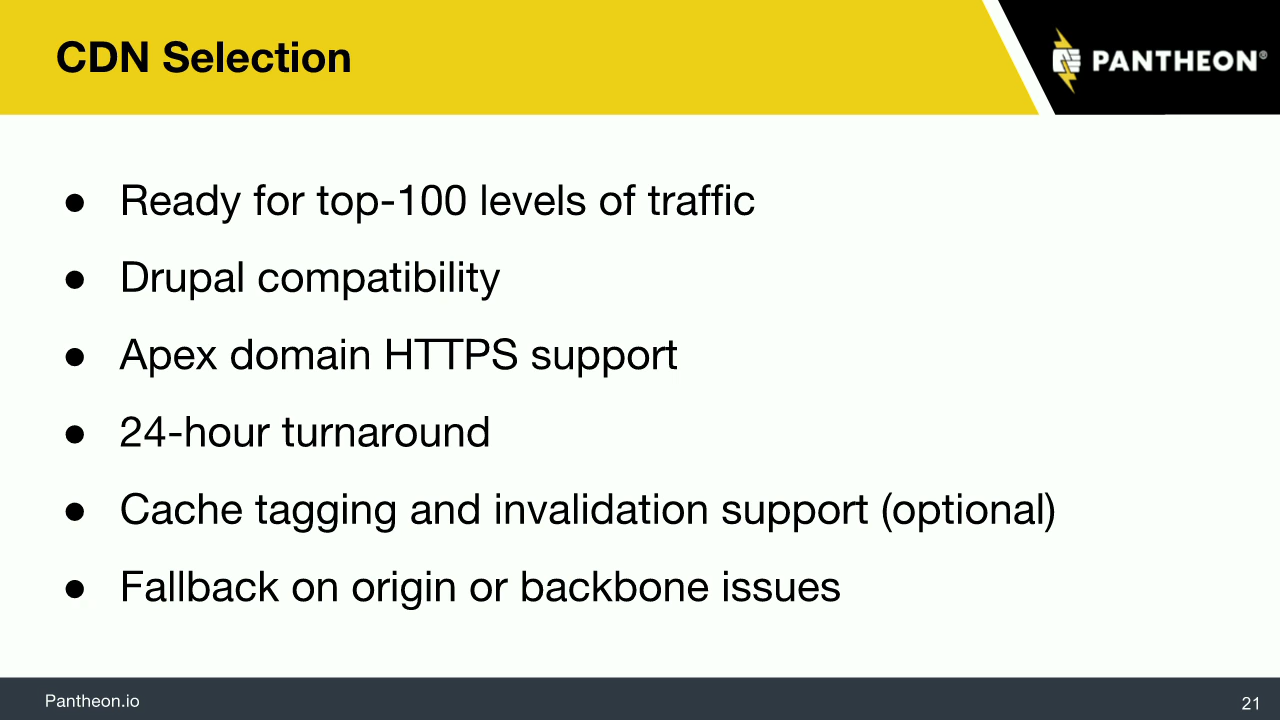 CDN Selection
PANTHEON®
● Ready for top-100 levels of traffic
● Drupal compatibility
● Apex domain HTTPS support
● 24-hour turnaround
● Cache tagging and invalidation support (optional)
● Fallback on origin or backbone issues
Pantheon.io
21